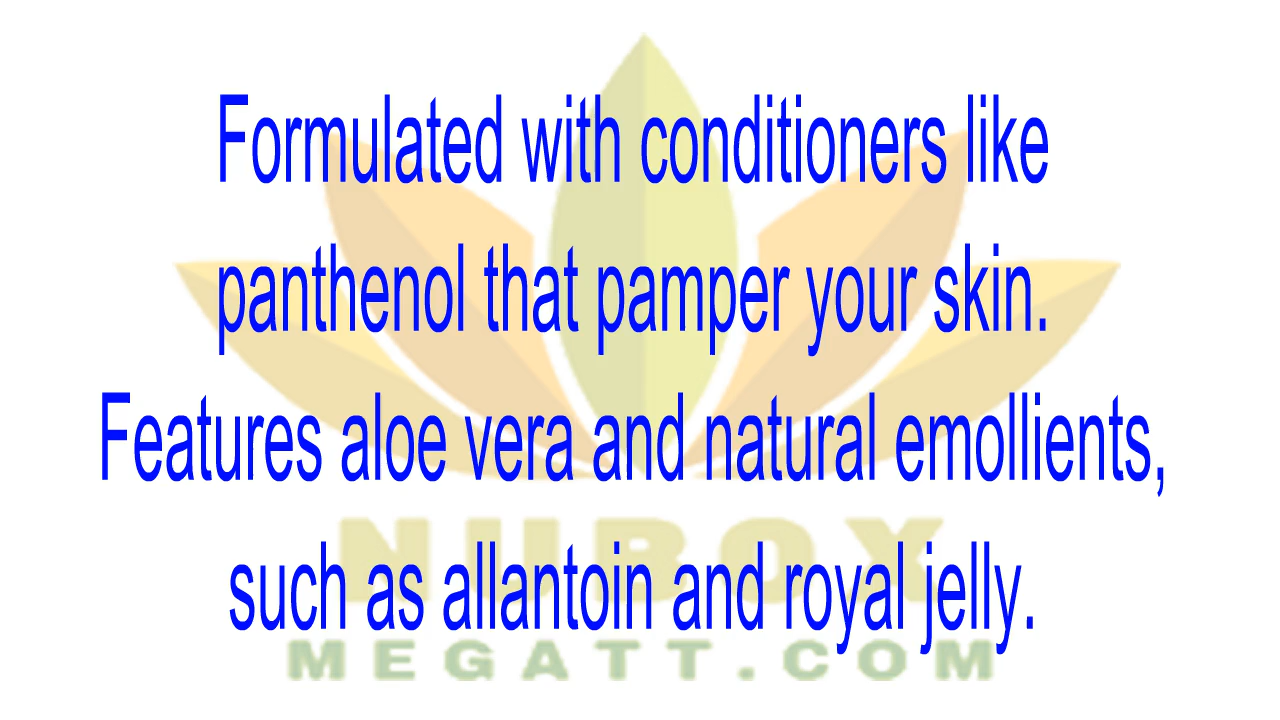 Formulated with conditioners like
panthenol that pamper your skin.
Features aloe vera and natural emollients,
such as allantoin and royal jelly.
NUBOX
MEGATT.COM